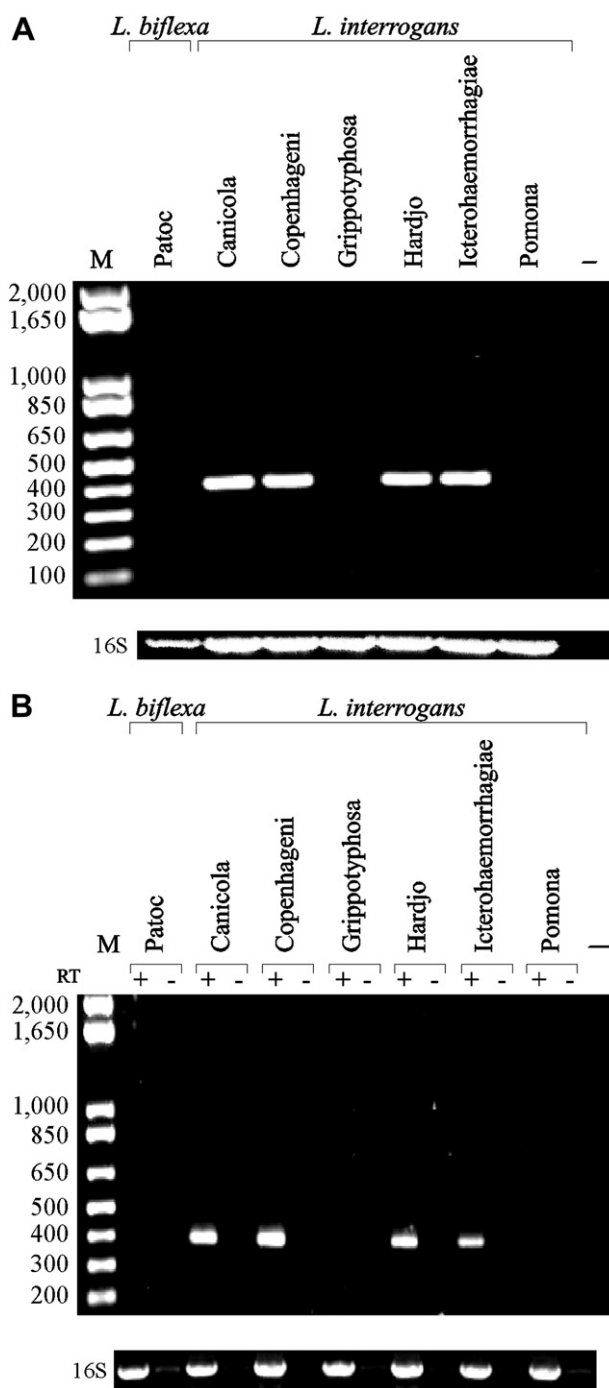 A
L. biflexa L. interrogans
M Patoc Canicola Copenhageni Grippotyphosa Hardjo Icterohaemorrhagiae Pomona –
2,000
1,650
1,000
850
650
500
400
300
200
100
16S
B
L. biflexa L. interrogans
M Patoc Canicola Copenhageni Grippotyphosa Hardjo Icterohaemorrhagiae Pomona –
RT + - + - + - + - + - + - + -
2,000
1,650
1,000
850
650
500
400
300
200
16S